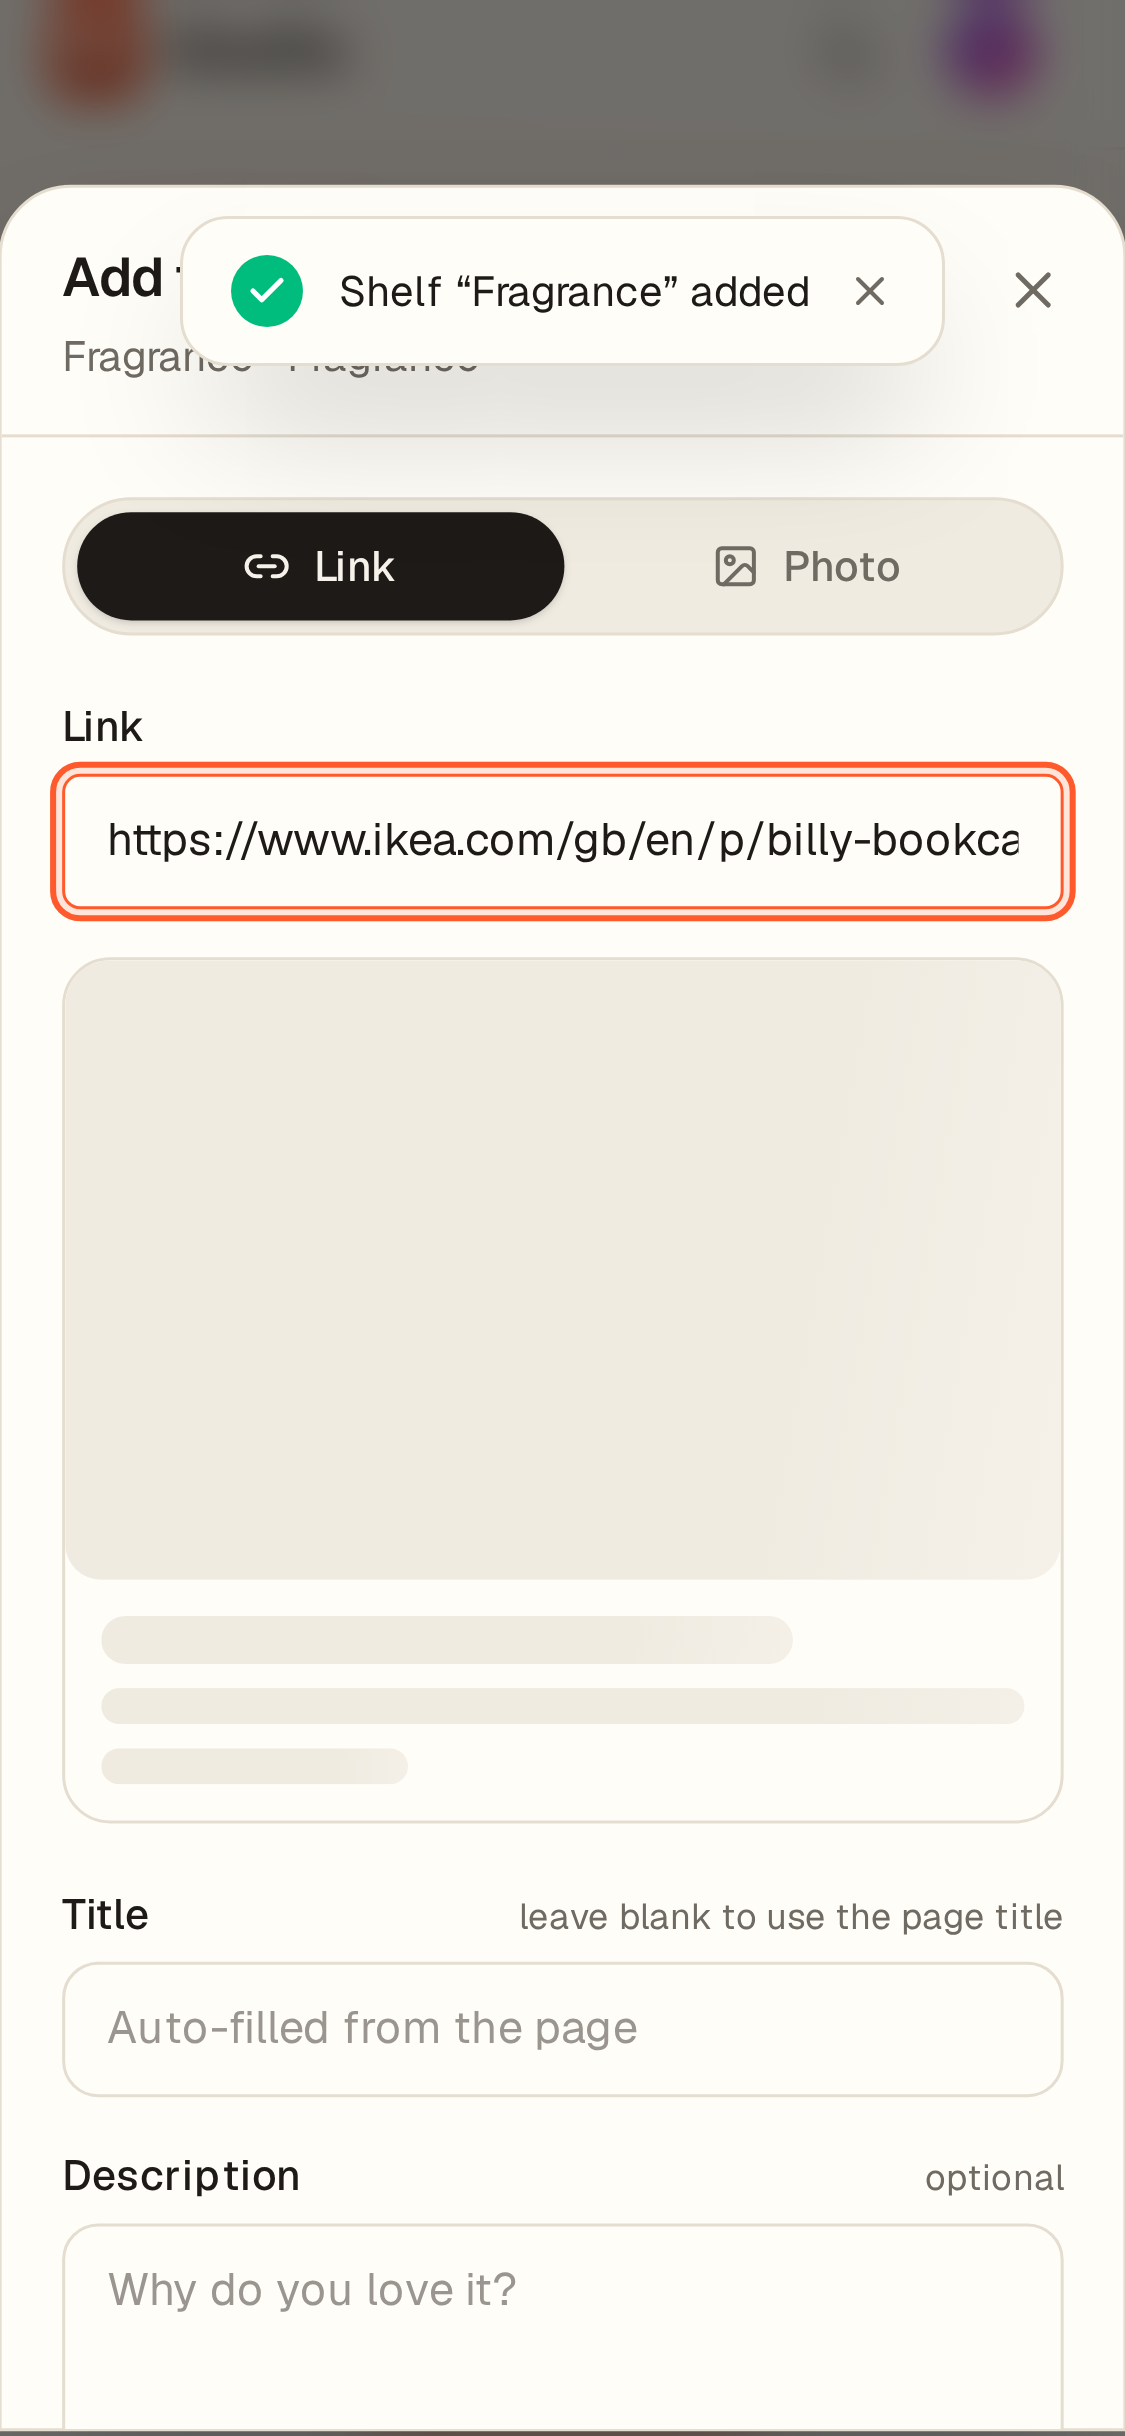 Add
Shelf “Fragrance” added
Fragrance · Fragrance
Link
Photo
Link
https://www.ikea.com/gb/en/p/billy-bookca
Title
leave blank to use the page title
Auto-filled from the page
Description
optional
Why do you love it?